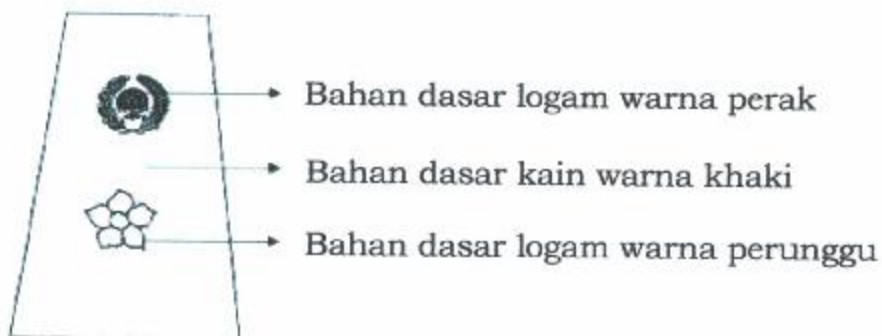 Bahan dasar logam warna perak
Bahan dasar kain warna khaki
Bahan dasar logam warna perunggu